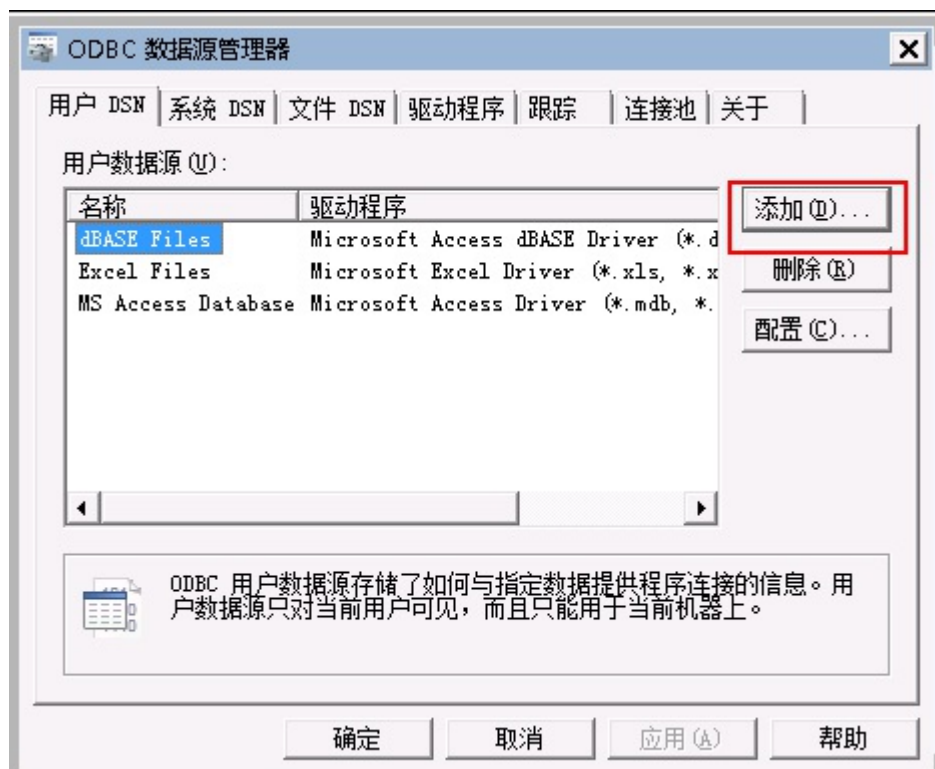 ODBC 数据源管理器
用户 DSN 系统 DSN 文件 DSN 驱动程序 跟踪 连接池 关于
用户数据源(U):
名称 驱动程序
添加(D)...
dBASE Files Microsoft Access dBASE Driver (*.d
Excel Files Microsoft Excel Driver (*.xls, *.x
删除(R)
MS Access Database Microsoft Access Driver (*.mdb, *.
配置(C)...
ODBC 用户数据源存储了如何与指定数据提供程序连接的信息。用
户数据源只对当前用户可见，而且只能用于当前机器上。
确定 取消 应用(A) 帮助